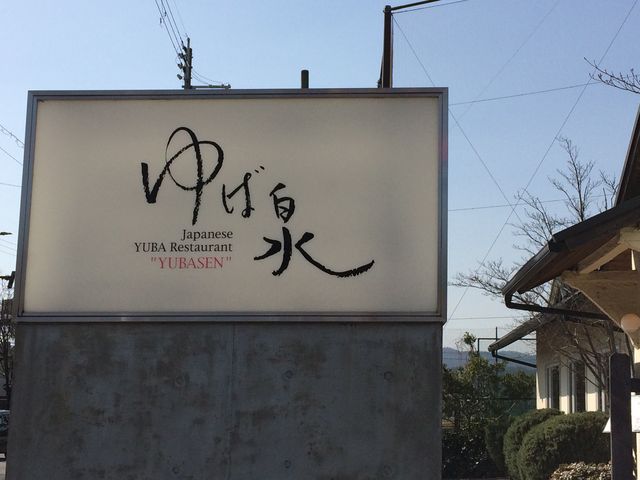 ゆば泉
Japanese
YUBA Restaurant
"YUBASEN"